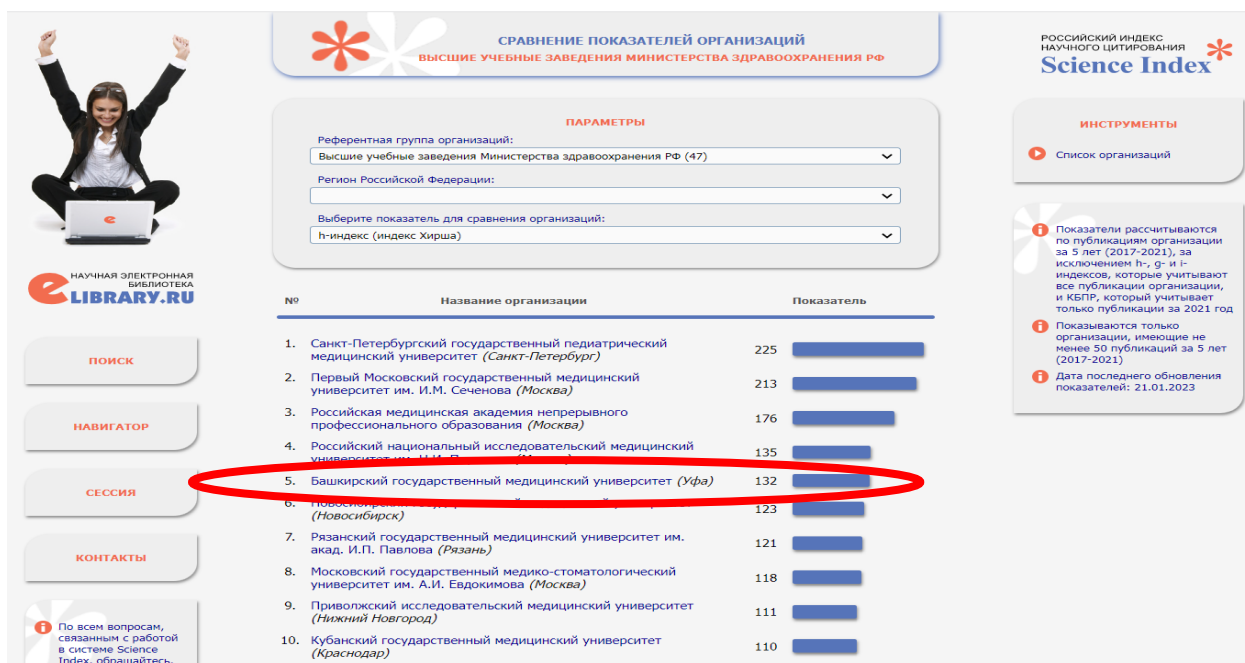 СРАВНЕНИЕ ПОКАЗАТЕЛЕЙ ОРГАНИЗАЦИЙ
ВЫСШИЕ УЧЕБНЫЕ ЗАВЕДЕНИЯ МИНИСТЕРСТВА ЗДРАВООХРАНЕНИЯ РФ
ПАРАМЕТРЫ
Референтная группа организаций:
Высшие учебные заведения Министерства здравоохранения РФ (47)
Регион Российской Федерации:
Выберите показатель для сравнения организаций:
h-индекс (индекс Хирша)
№ Название организации Показатель
1. Санкт-Петербургский государственный педиатрический
медицинский университет (Санкт-Петербург) 225
2. Первый Московский государственный медицинский
университет им. И.М. Сеченова (Москва) 213
3. Российская медицинская академия непрерывного
профессионального образования (Москва) 176
4. Российский национальный исследовательский медицинский
университет им. 135
5. Башкирский государственный медицинский университет (Уфа) 132
6.
(Новосибирск) 123
7. Рязанский государственный медицинский университет им.
акад. И.П. Павлова (Рязань) 121
8. Московский государственный медико-стоматологический
университет им. А.И. Евдокимова (Москва) 118
9. Приволжский исследовательский медицинский университет
(Нижний Новгород) 111
10. Кубанский государственный медицинский университет
(Краснодар) 110
НАУЧНАЯ ЭЛЕКТРОННАЯ
БИБЛИОТЕКА
eLIBRARY.RU
ПОИСК
НАВИГАТОР
СЕССИЯ
КОНТАКТЫ
По всем вопросам,
связанным с работой
в системе Science
Index, обращайтесь,
РОССИЙСКИЙ ИНДЕКС
НАУЧНОГО ЦИТИРОВАНИЯ
Science Index
ИНСТРУМЕНТЫ
Список организаций
Показатели рассчитываются
по публикациям организации
за 5 лет (2017-2021), за
исключением h-, g- и i-
индексов, которые учитывают
все публикации организации,
и КБПР, который учитывает
только публикации за 2021 год
Показываются только
организации, имеющие не
менее 50 публикаций за 5 лет
(2017-2021)
Дата последнего обновления
показателей: 21.01.2023